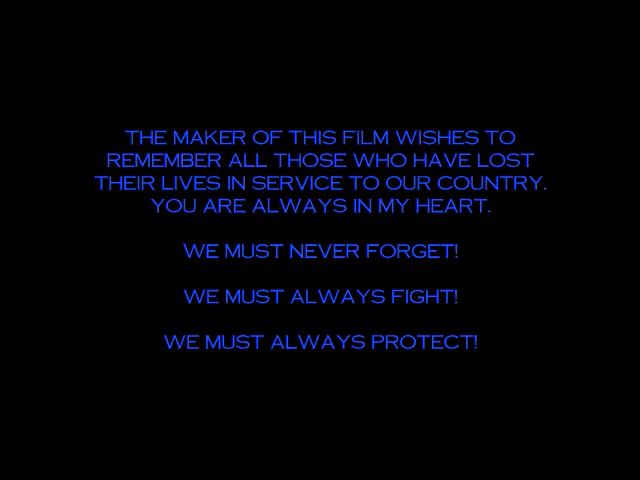 THE MAKER OF THIS FILM WISHES TO
REMEMBER ALL THOSE WHO HAVE LOST
THEIR LIVES IN SERVICE TO OUR COUNTRY.
YOU ARE ALWAYS IN MY HEART.
WE MUST NEVER FORGET!
WE MUST ALWAYS FIGHT!
WE MUST ALWAYS PROTECT!